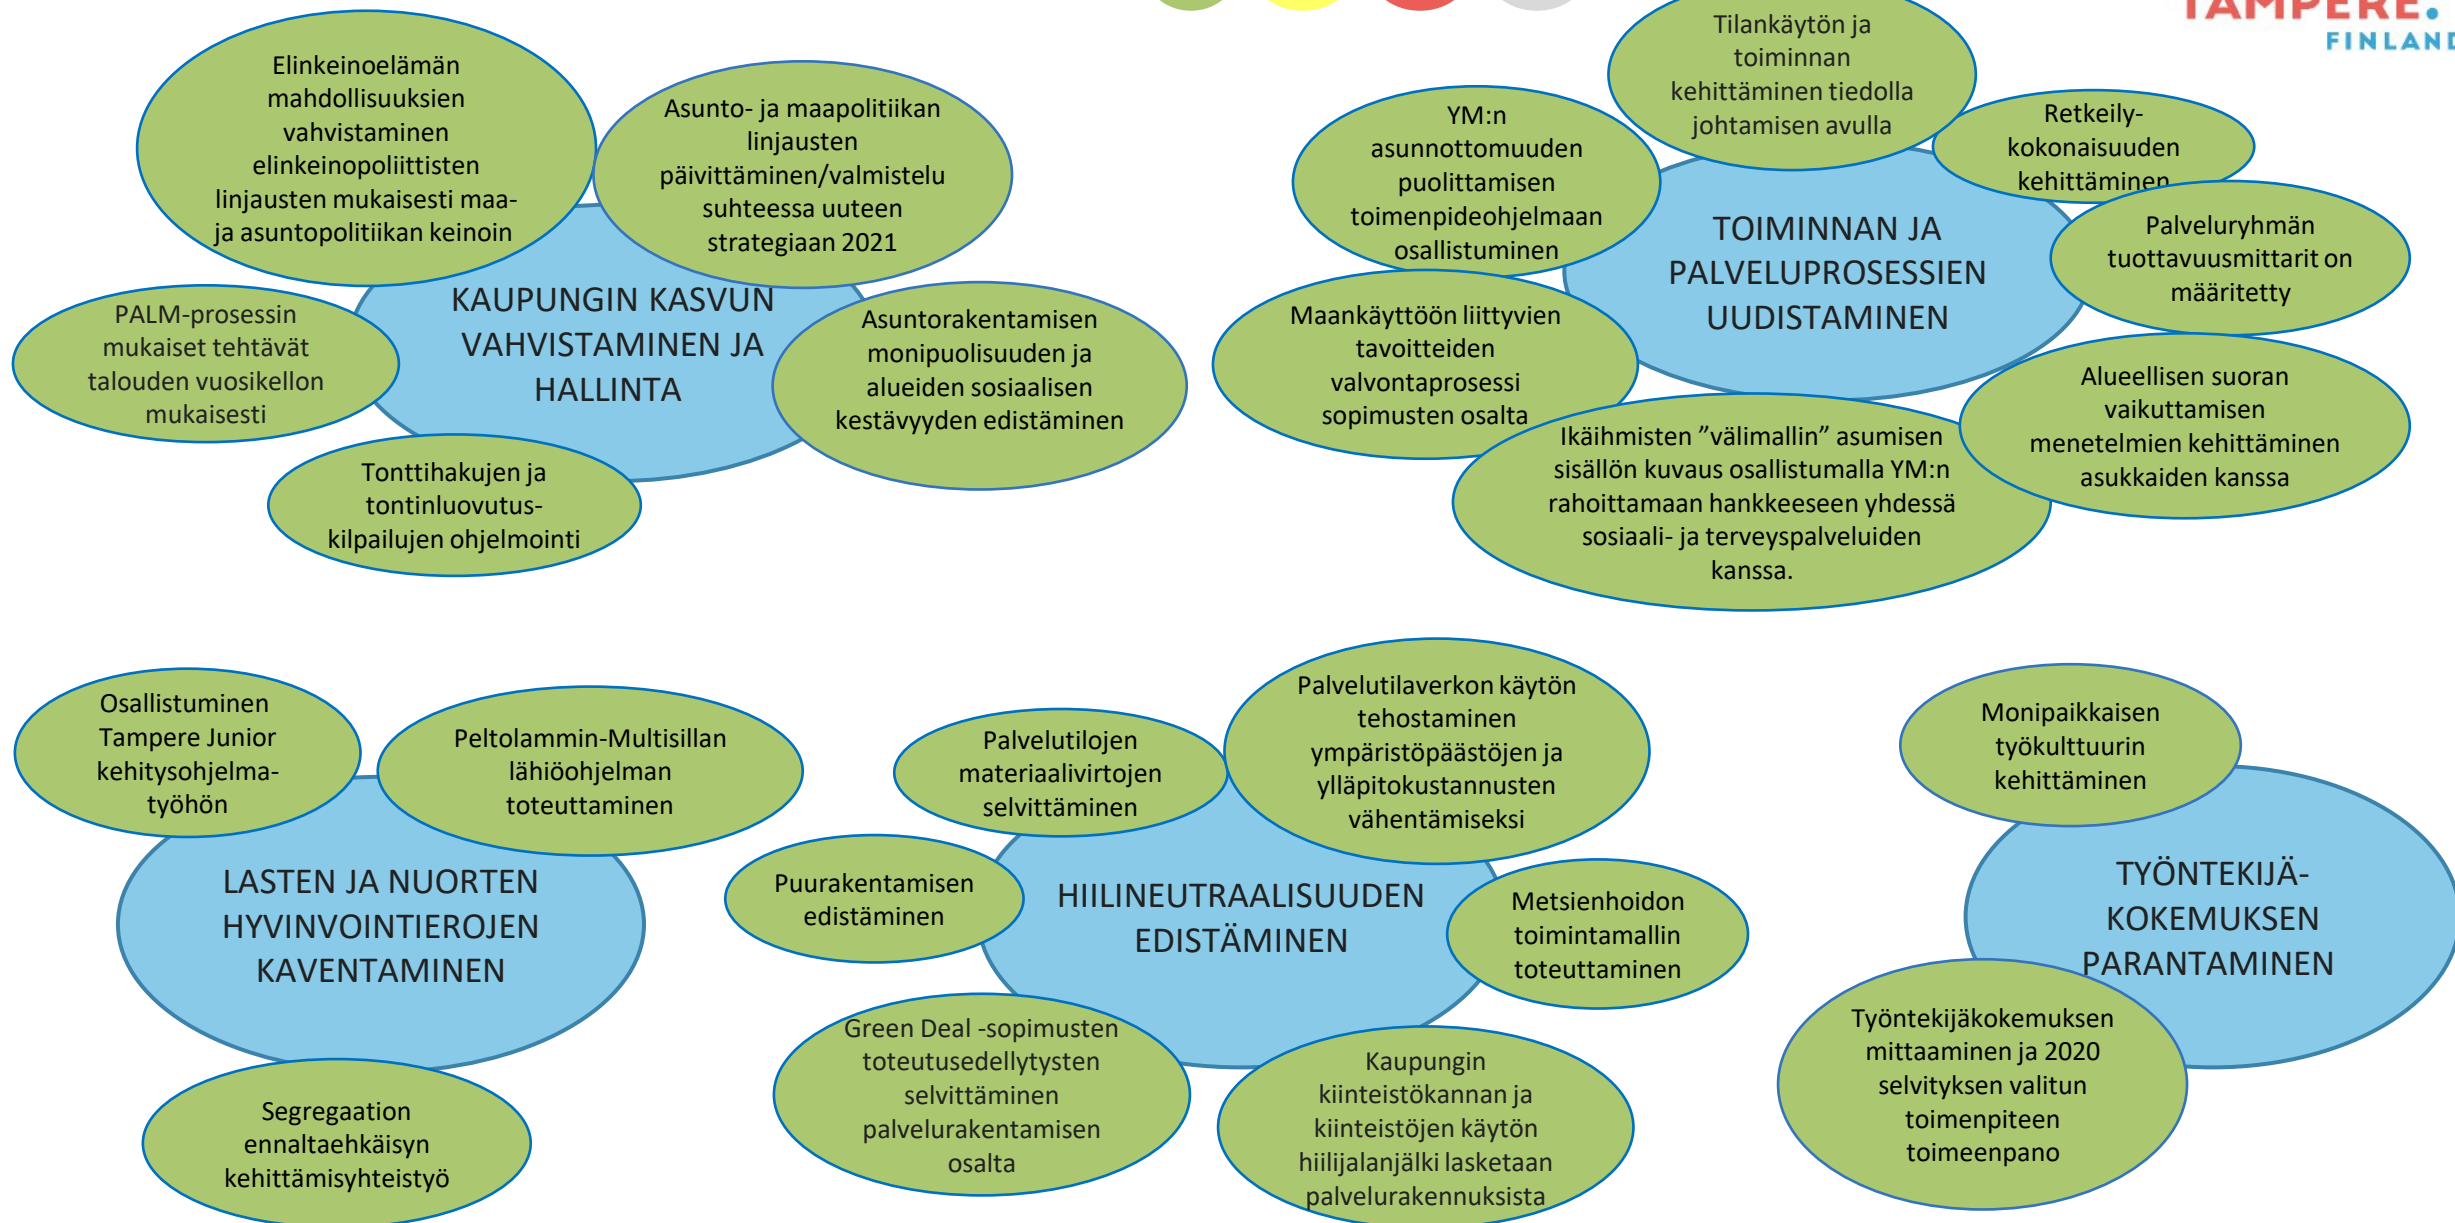 TAMPERE.
FINLAND
Elinkeinoelämän
mahdollisuuksien
vahvistaminen
elinkeinopoliittisten
linjausten mukaisesti maa-
ja asuntopolitiikan keinoin
Asunto- ja maapolitiikan
linjausten
päivittäminen/valmistelu
suhteessa uuteen
strategiaan 2021
PALM-prosessin
mukaiset tehtävät
talouden vuosikellon
mukaisesti
KAUPUNGIN KASVUN
VAHVISTAMINEN JA
HALLINTA
Asuntorakentamisen
monipuolisuuden ja
alueiden sosiaalisen
kestävyyden edistäminen
Tonttihakujen ja
tontinluovutus-
kilpailujen ohjelmointi
Tilankäytön ja
toiminnan
kehittäminen tiedolla
johtamisen avulla
YM:n
asunnottomuuden
puolittamisen
toimenpideohjelmaan
osallistuminen
Retkeily-
kokonaisuuden
kehittäminen
TOIMINNAN JA
PALVELUPROSESSIEN
UUDISTAMINEN
Palveluryhmän
tuottavuusmittarit on
määritetty
Maankäyttöön liittyvien
tavoitteiden
valvontaprosessi
sopimusten osalta
Alueellisen suoran
vaikuttamisen
menetelmien kehittäminen
asukkaiden kanssa
Ikäihmisten ”välimallin” asumisen
sisällön kuvaus osallistumalla YM:n
rahoittamaan hankkeeseen yhdessä
sosiaali- ja terveyspalveluiden
kanssa.
Osallistuminen
Tampere Junior
kehitysohjelma-
työhön
Peltolammin-Multisillan
lähiöohjelman
toteuttaminen
LASTEN JA NUORTEN
HYVINVOINTIEROJEN
KAVENTAMINEN
Segregaation
ennaltaehkäisyn
kehittämisyhteistyö
Palvelutilojen
materiaalivirtojen
selvittäminen
Palvelutilaverkon käytön
tehostaminen
ympäristöpäästöjen ja
ylläpitokustannusten
vähentämiseksi
Puurakentamisen
edistäminen
HIILINEUTRAALISUUDEN
EDISTÄMINEN
Metsienhoidon
toimintamallin
toteuttaminen
Green Deal -sopimusten
toteutusedellytysten
selvittäminen
palvelurakentamisen
osalta
Kaupungin
kiinteistökannan ja
kiinteistöjen käytön
hiilijalanjälki lasketaan
palvelurakennuksista
Monipaikkaisen
työkulttuurin
kehittäminen
TYÖNTEKIJÄ-
KOKEMUKSEN
PARANTAMINEN
Työntekijäkokemuksen
mittaaminen ja 2020
selvityksen valitun
toimenpiteen
toimeenpano